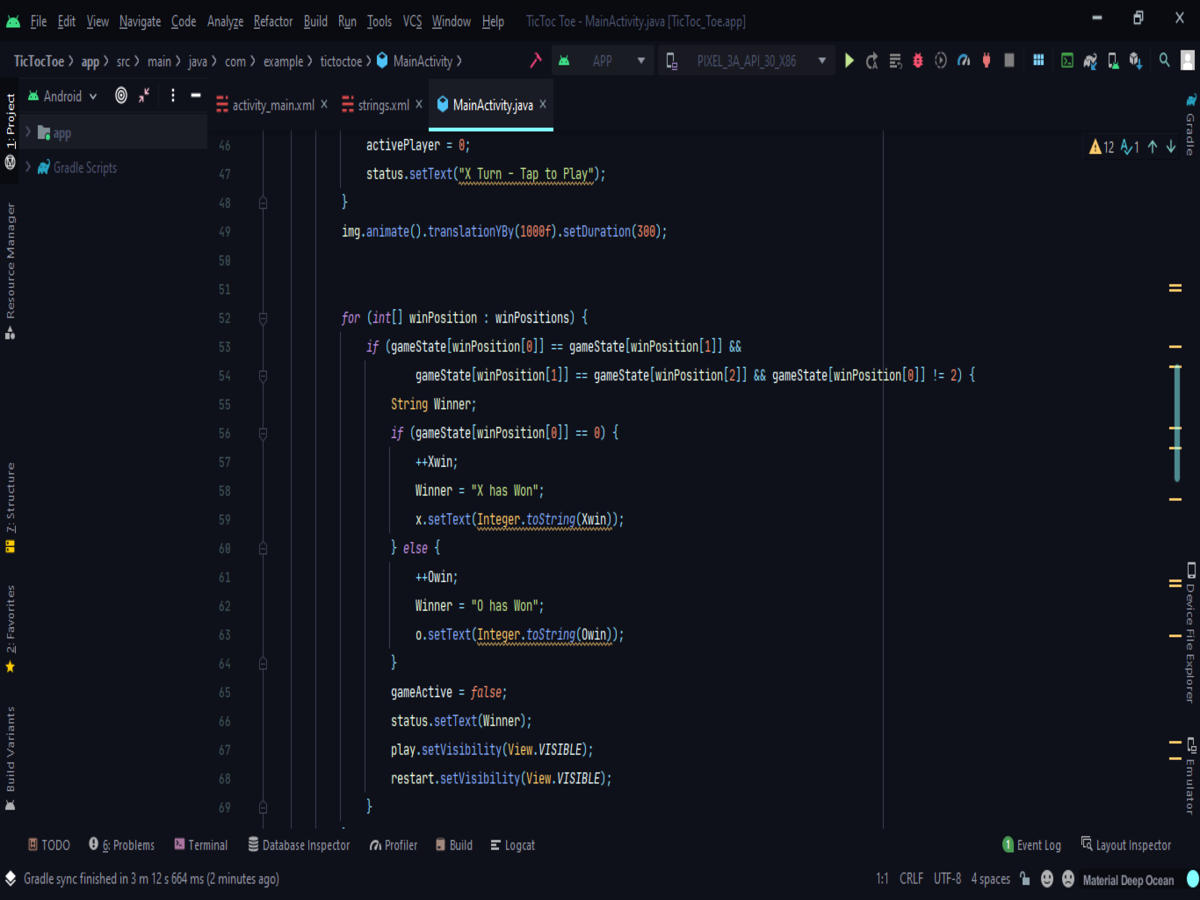 File Edit View Navigate Code Analyze Refactor Build Run Tools VCS Window Help TicToc Toe - MainActivity.java [TicToc_Toe.app]
TicTocToe app src main java com example tictoctoe MainActivity APP PIXEL_3A_API_30_X86
Android
activity_main.xml strings.xml MainActivity.java
1: Project
app
Gradle Scripts
Resource Manager
7: Structure
2: Favorites
Build Variants
12 1
46 activePlayer = 0;
47 status.setText("X Turn - Tap to Play");
48 }
49 img.animate().translationYBy(1000f).setDuration(300);
50
51
52 for (int[] winPosition : winPositions) {
53 if (gameState[winPosition[0]] == gameState[winPosition[1]] &&
54 gameState[winPosition[1]] == gameState[winPosition[2]] && gameState[winPosition[0]] != 2) {
55 String Winner;
56 if (gameState[winPosition[0]] == 0) {
57 ++Xwin;
58 Winner = "X has Won";
59 x.setText(Integer.toString(Xwin));
60 } else {
61 ++Owin;
62 Winner = "O has Won";
63 o.setText(Integer.toString(Owin));
64 }
65 gameActive = false;
66 status.setText(Winner);
67 play.setVisibility(View.VISIBLE);
68 restart.setVisibility(View.VISIBLE);
69 }
Gradle
Device File Explorer
Emulator
TODO 6: Problems Terminal Database Inspector Profiler Build Logcat 1 Event Log Layout Inspector
Gradle sync finished in 3 m 12 s 664 ms (2 minutes ago) 1:1 CRLF UTF-8 4 spaces Material Deep Ocean